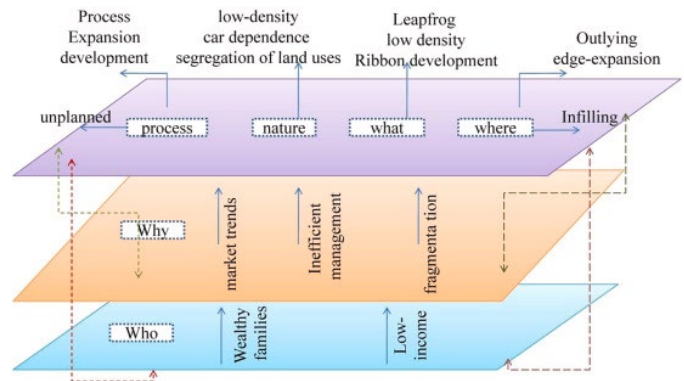 Process
Expansion
development
low-density
car dependence
segregation of land uses
Leapfrog
low density
Ribbon development
Outlying
edge-expansion
unplanned
process
nature
what
where
Infilling
Why
market trends
Inefficient
management
fragmenta tion
Who
Wealthy
families
Low-
income